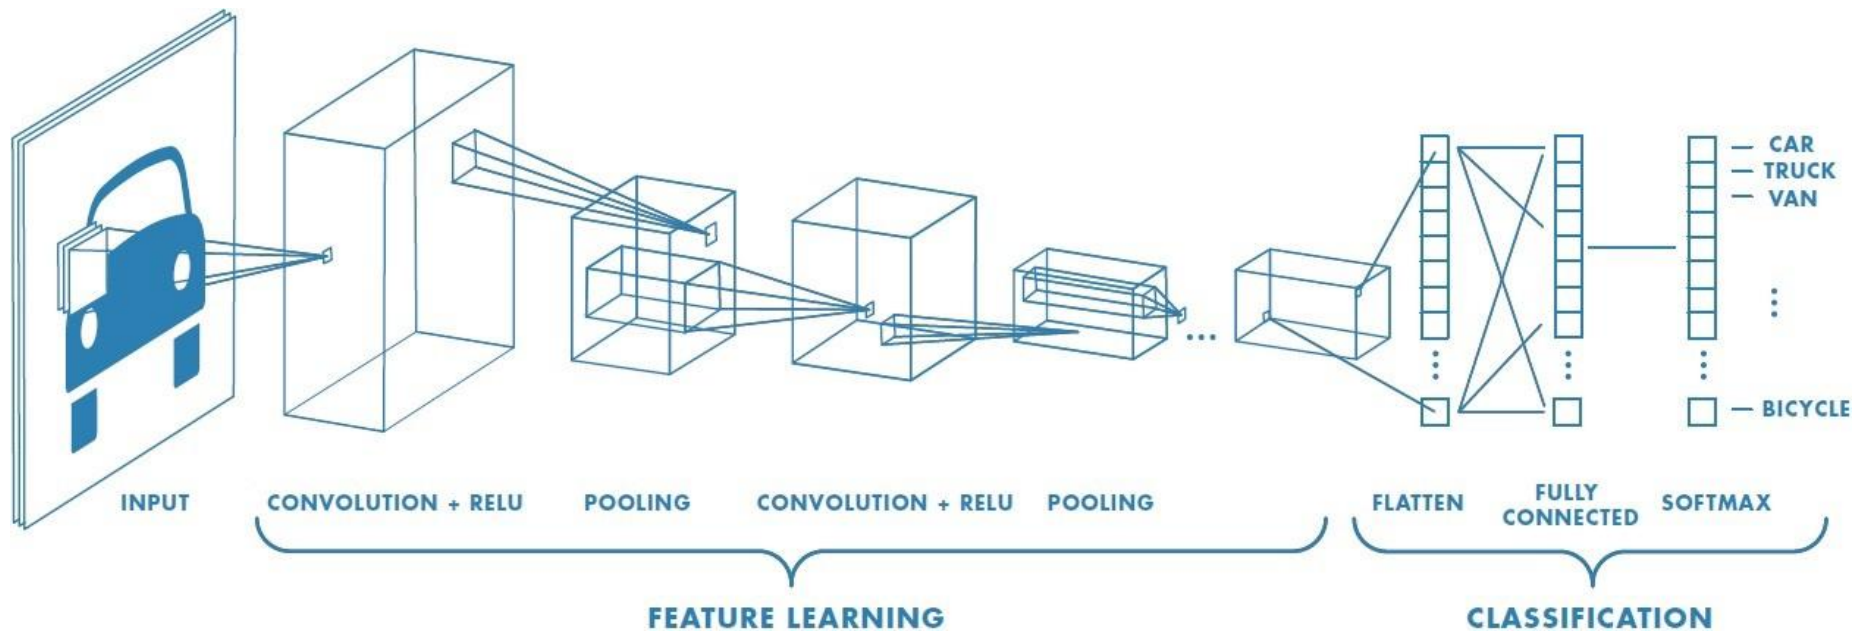 CAR
TRUCK
VAN
BICYCLE
INPUT
CONVOLUTION + RELU
POOLING
CONVOLUTION + RELU
POOLING
FLATTEN
FULLY
CONNECTED
SOFTMAX
FEATURE LEARNING
CLASSIFICATION